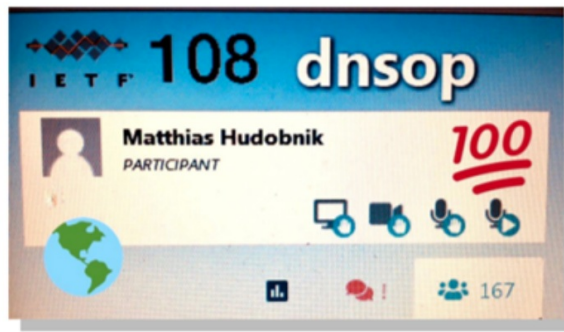 IETF® 108 dnsop
Matthias Hudobnik
PARTICIPANT
100
! 167